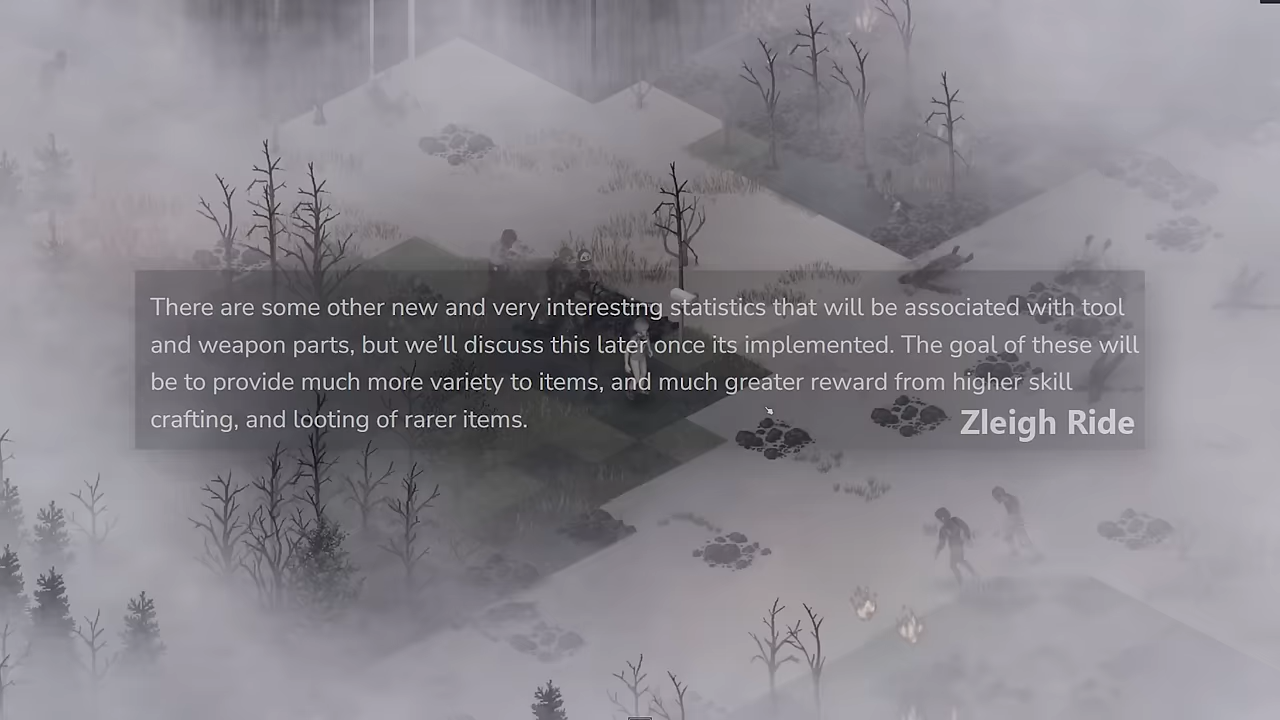 There are some other new and very interesting statistics that will be associated with tool
and weapon parts, but we’ll discuss this later once its implemented. The goal of these will
be to provide much more variety to items, and much greater reward from higher skill
crafting, and looting of rarer items.
Zleigh Ride